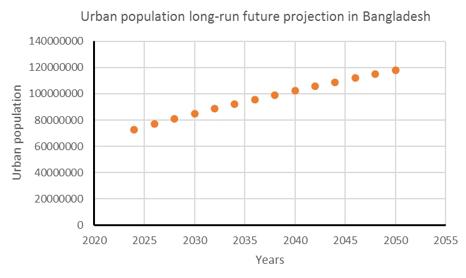 Urban population long-run future projection in Bangladesh
140000000
120000000
100000000
80000000
60000000
40000000
20000000
0
Urban population
2020 2025 2030 2035 2040 2045 2050 2055
Years